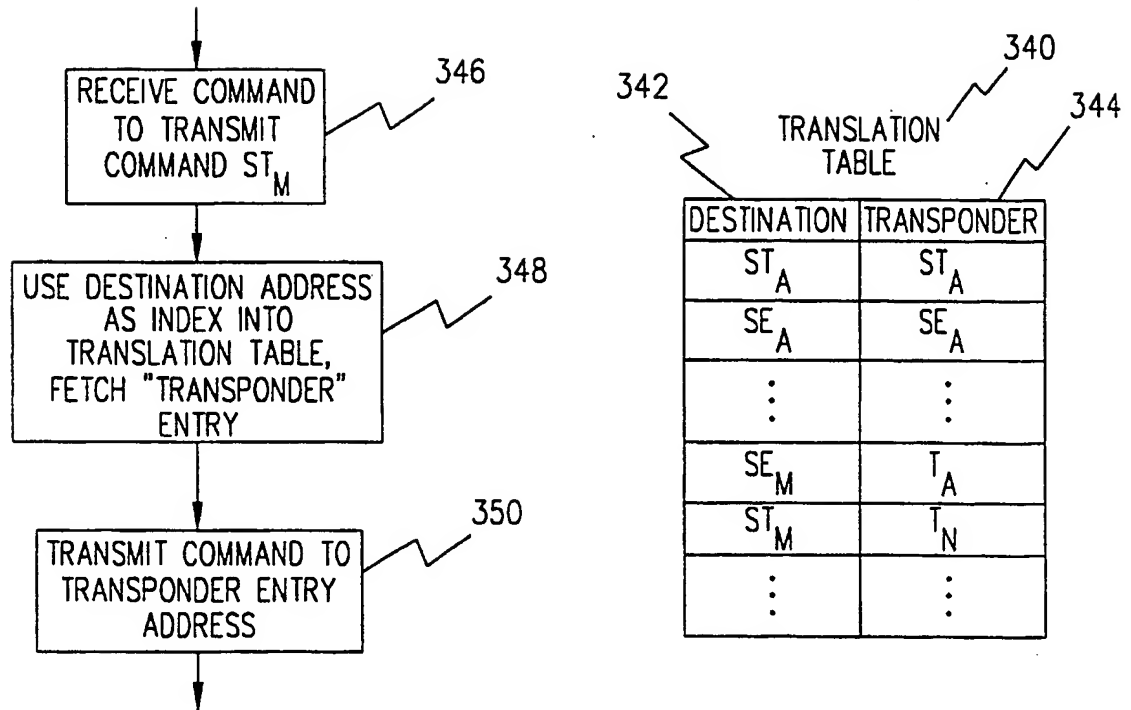 RECEIVE COMMAND
TO TRANSMIT
COMMAND ST_M
346
USE DESTINATION ADDRESS
AS INDEX INTO
TRANSLATION TABLE,
FETCH "TRANSPONDER"
ENTRY
348
TRANSMIT COMMAND TO
TRANSPONDER ENTRY
ADDRESS
350
340
342
344
TRANSLATION
TABLE
DESTINATION TRANSPONDER
ST_A ST_A
SE_A SE_A
⋮ ⋮
SE_M T_A
ST_M T_N
⋮ ⋮